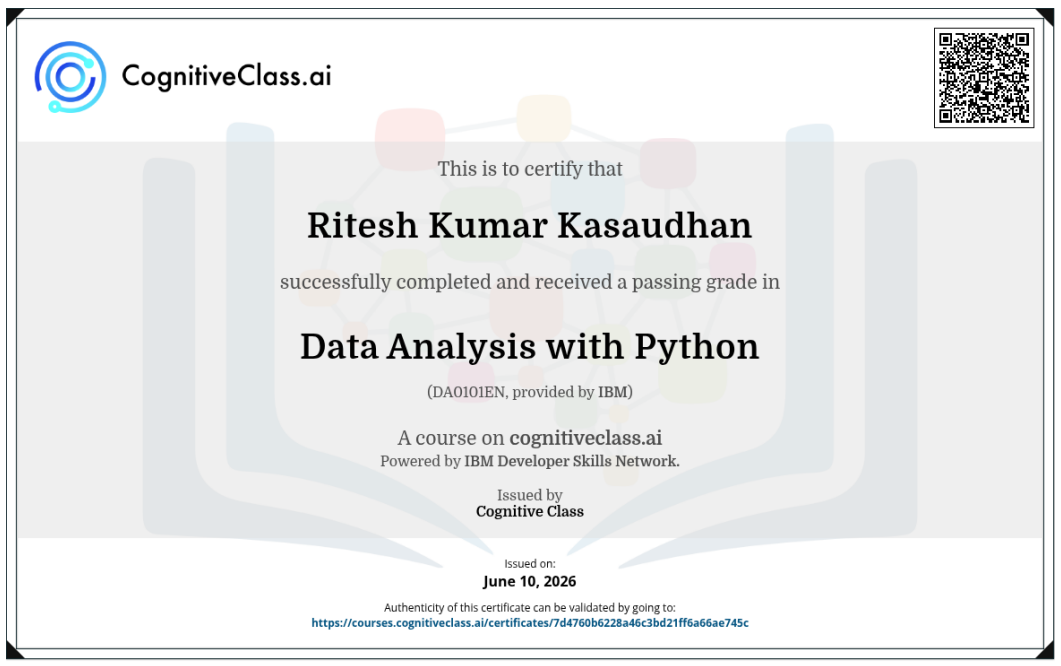 CognitiveClass.ai
This is to certify that
Ritesh Kumar Kasaudhan
successfully completed and received a passing grade in
Data Analysis with Python
(DA0101EN, provided by IBM)
A course on cognitiveclass.ai
Powered by IBM Developer Skills Network.
Issued by
Cognitive Class
Issued on:
June 10, 2026
Authenticity of this certificate can be validated by going to:
https://courses.cognitiveclass.ai/certificates/7d4760b6228a46c3bd21ff6a66ae745c